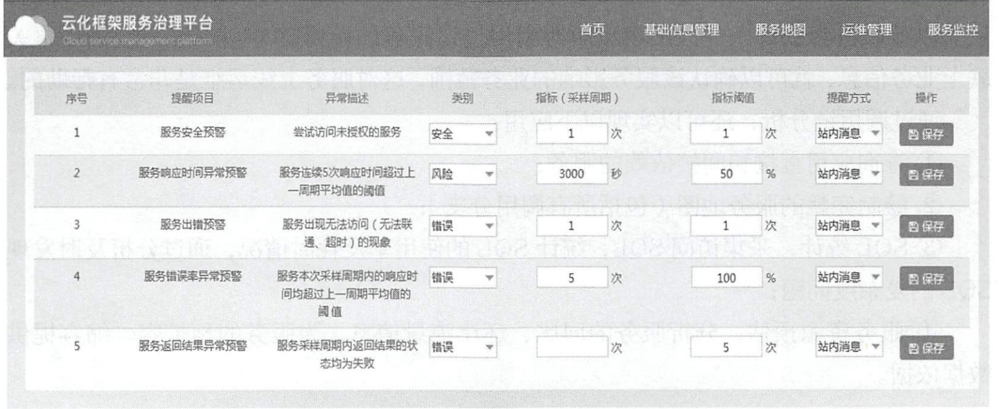 云化框架服务治理平台
Cloud service management platform
首页 基础信息管理 服务地图 运维管理 服务监控
序号 提醒项目 异常描述 类别 指标（采样周期） 指标阈值 提醒方式 操作
1 服务安全预警 尝试访问未授权的服务 安全 1 次 1 次 站内消息 保存
2 服务响应时间异常预警 服务连续5次响应时间超过上 风险 3000 秒 50 % 站内消息 保存
一周期平均值的阈值
3 服务出错预警 服务出现无法访问（无法联 错误 1 次 1 次 站内消息 保存
通、超时）的现象
4 服务错误率异常预警 服务本次采样周期内的响应时 错误 5 次 100 % 站内消息 保存
间均超过上一周期平均值的
阈值
5 服务返回结果异常预警 服务采样周期内返回结果的状 错误 次 5 次 站内消息 保存
态均为失败